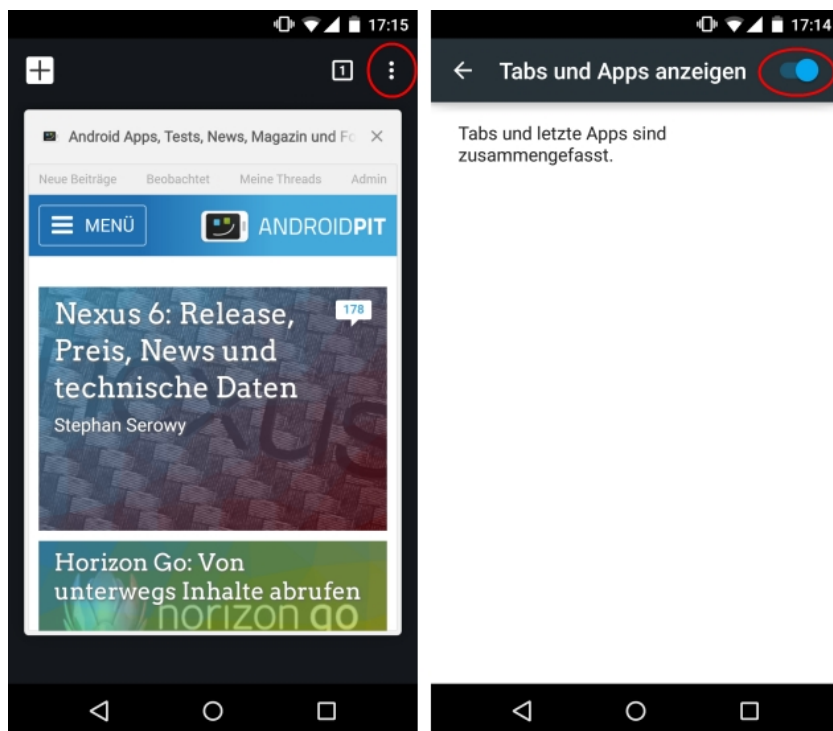 17:15
1
Android Apps, Tests, News, Magazin und Fo
Neue Beiträge Beobachtet Meine Threads Admin
MENÜ
ANDROIDPIT
Nexus 6: Release,
Preis, News und
technische Daten
178
Stephan Serowy
Horizon Go: Von
unterwegs Inhalte abrufen
horizon go
17:14
Tabs und Apps anzeigen
Tabs und letzte Apps sind
zusammengefasst.